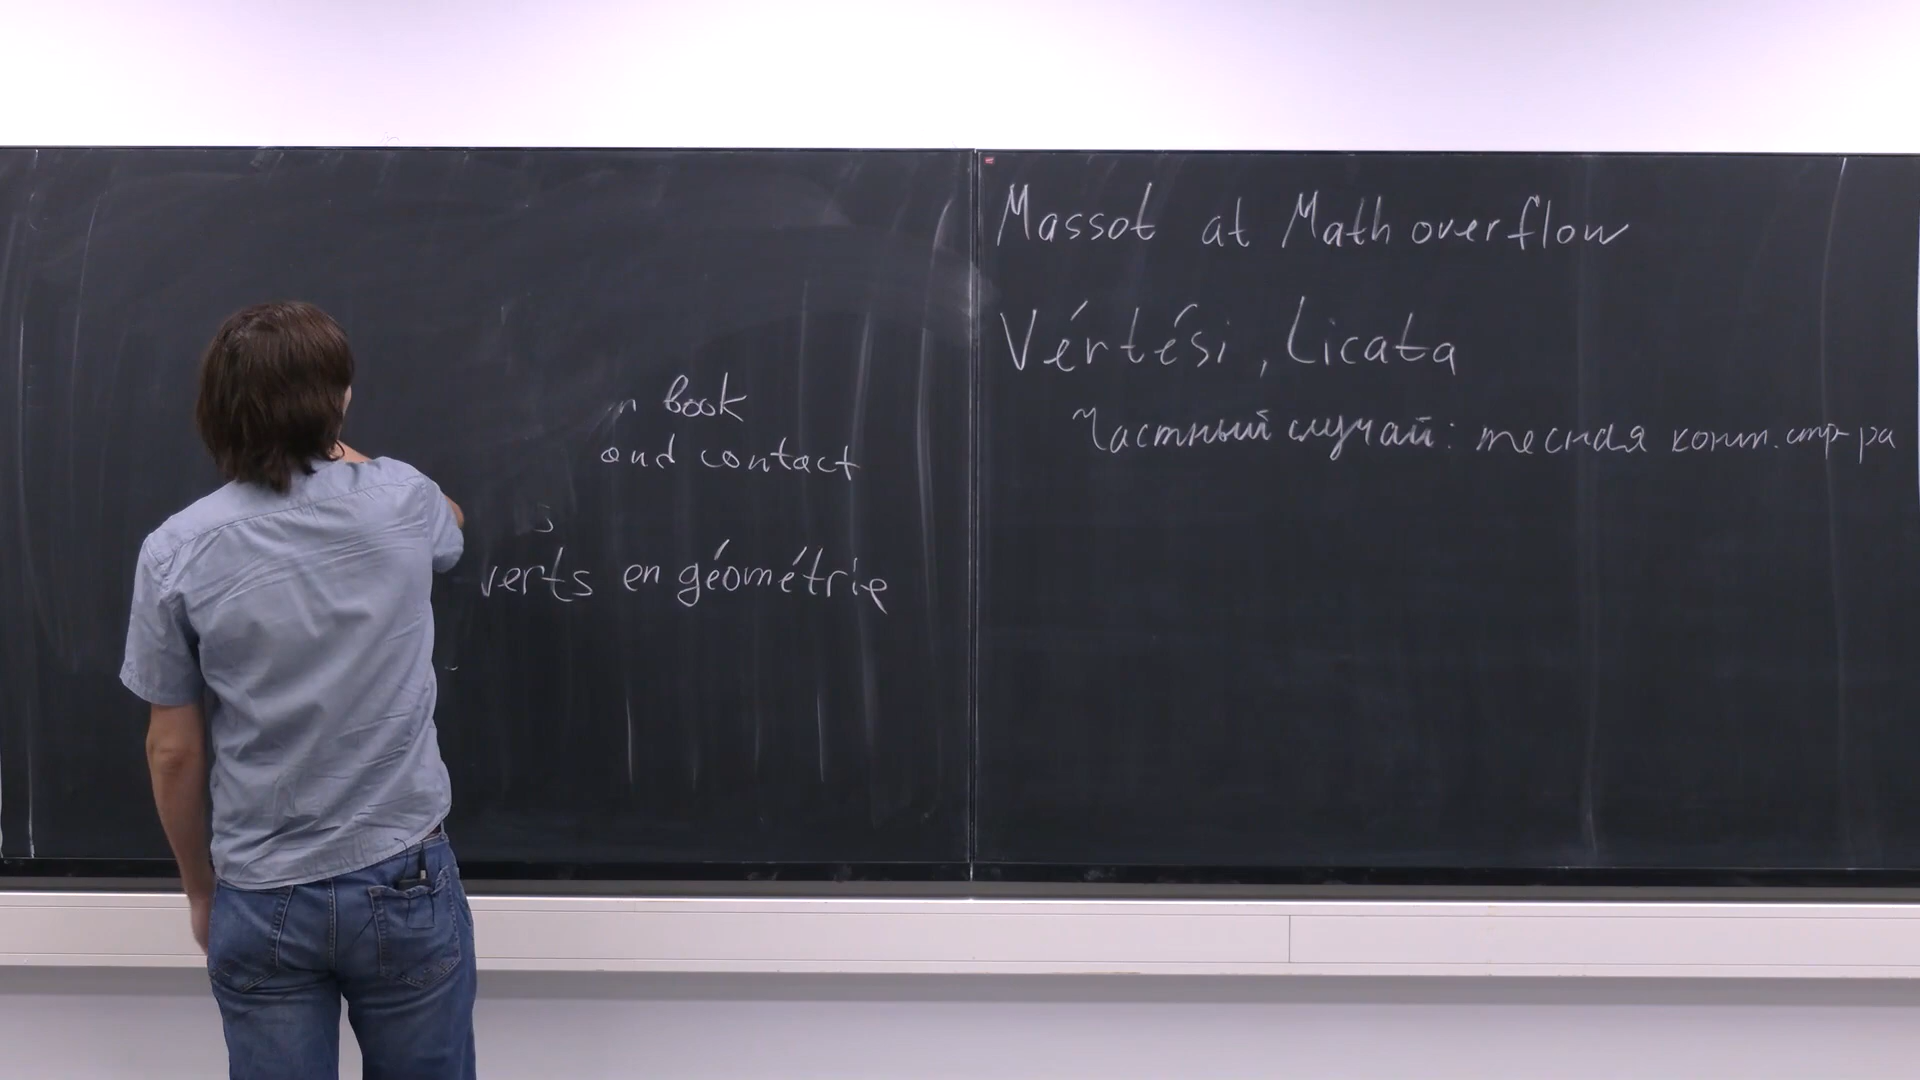 book
and contact
verts en géométrie
Massot at Math overflow
Vértési, Licata
Частный случай: тесная конт. стр-ра